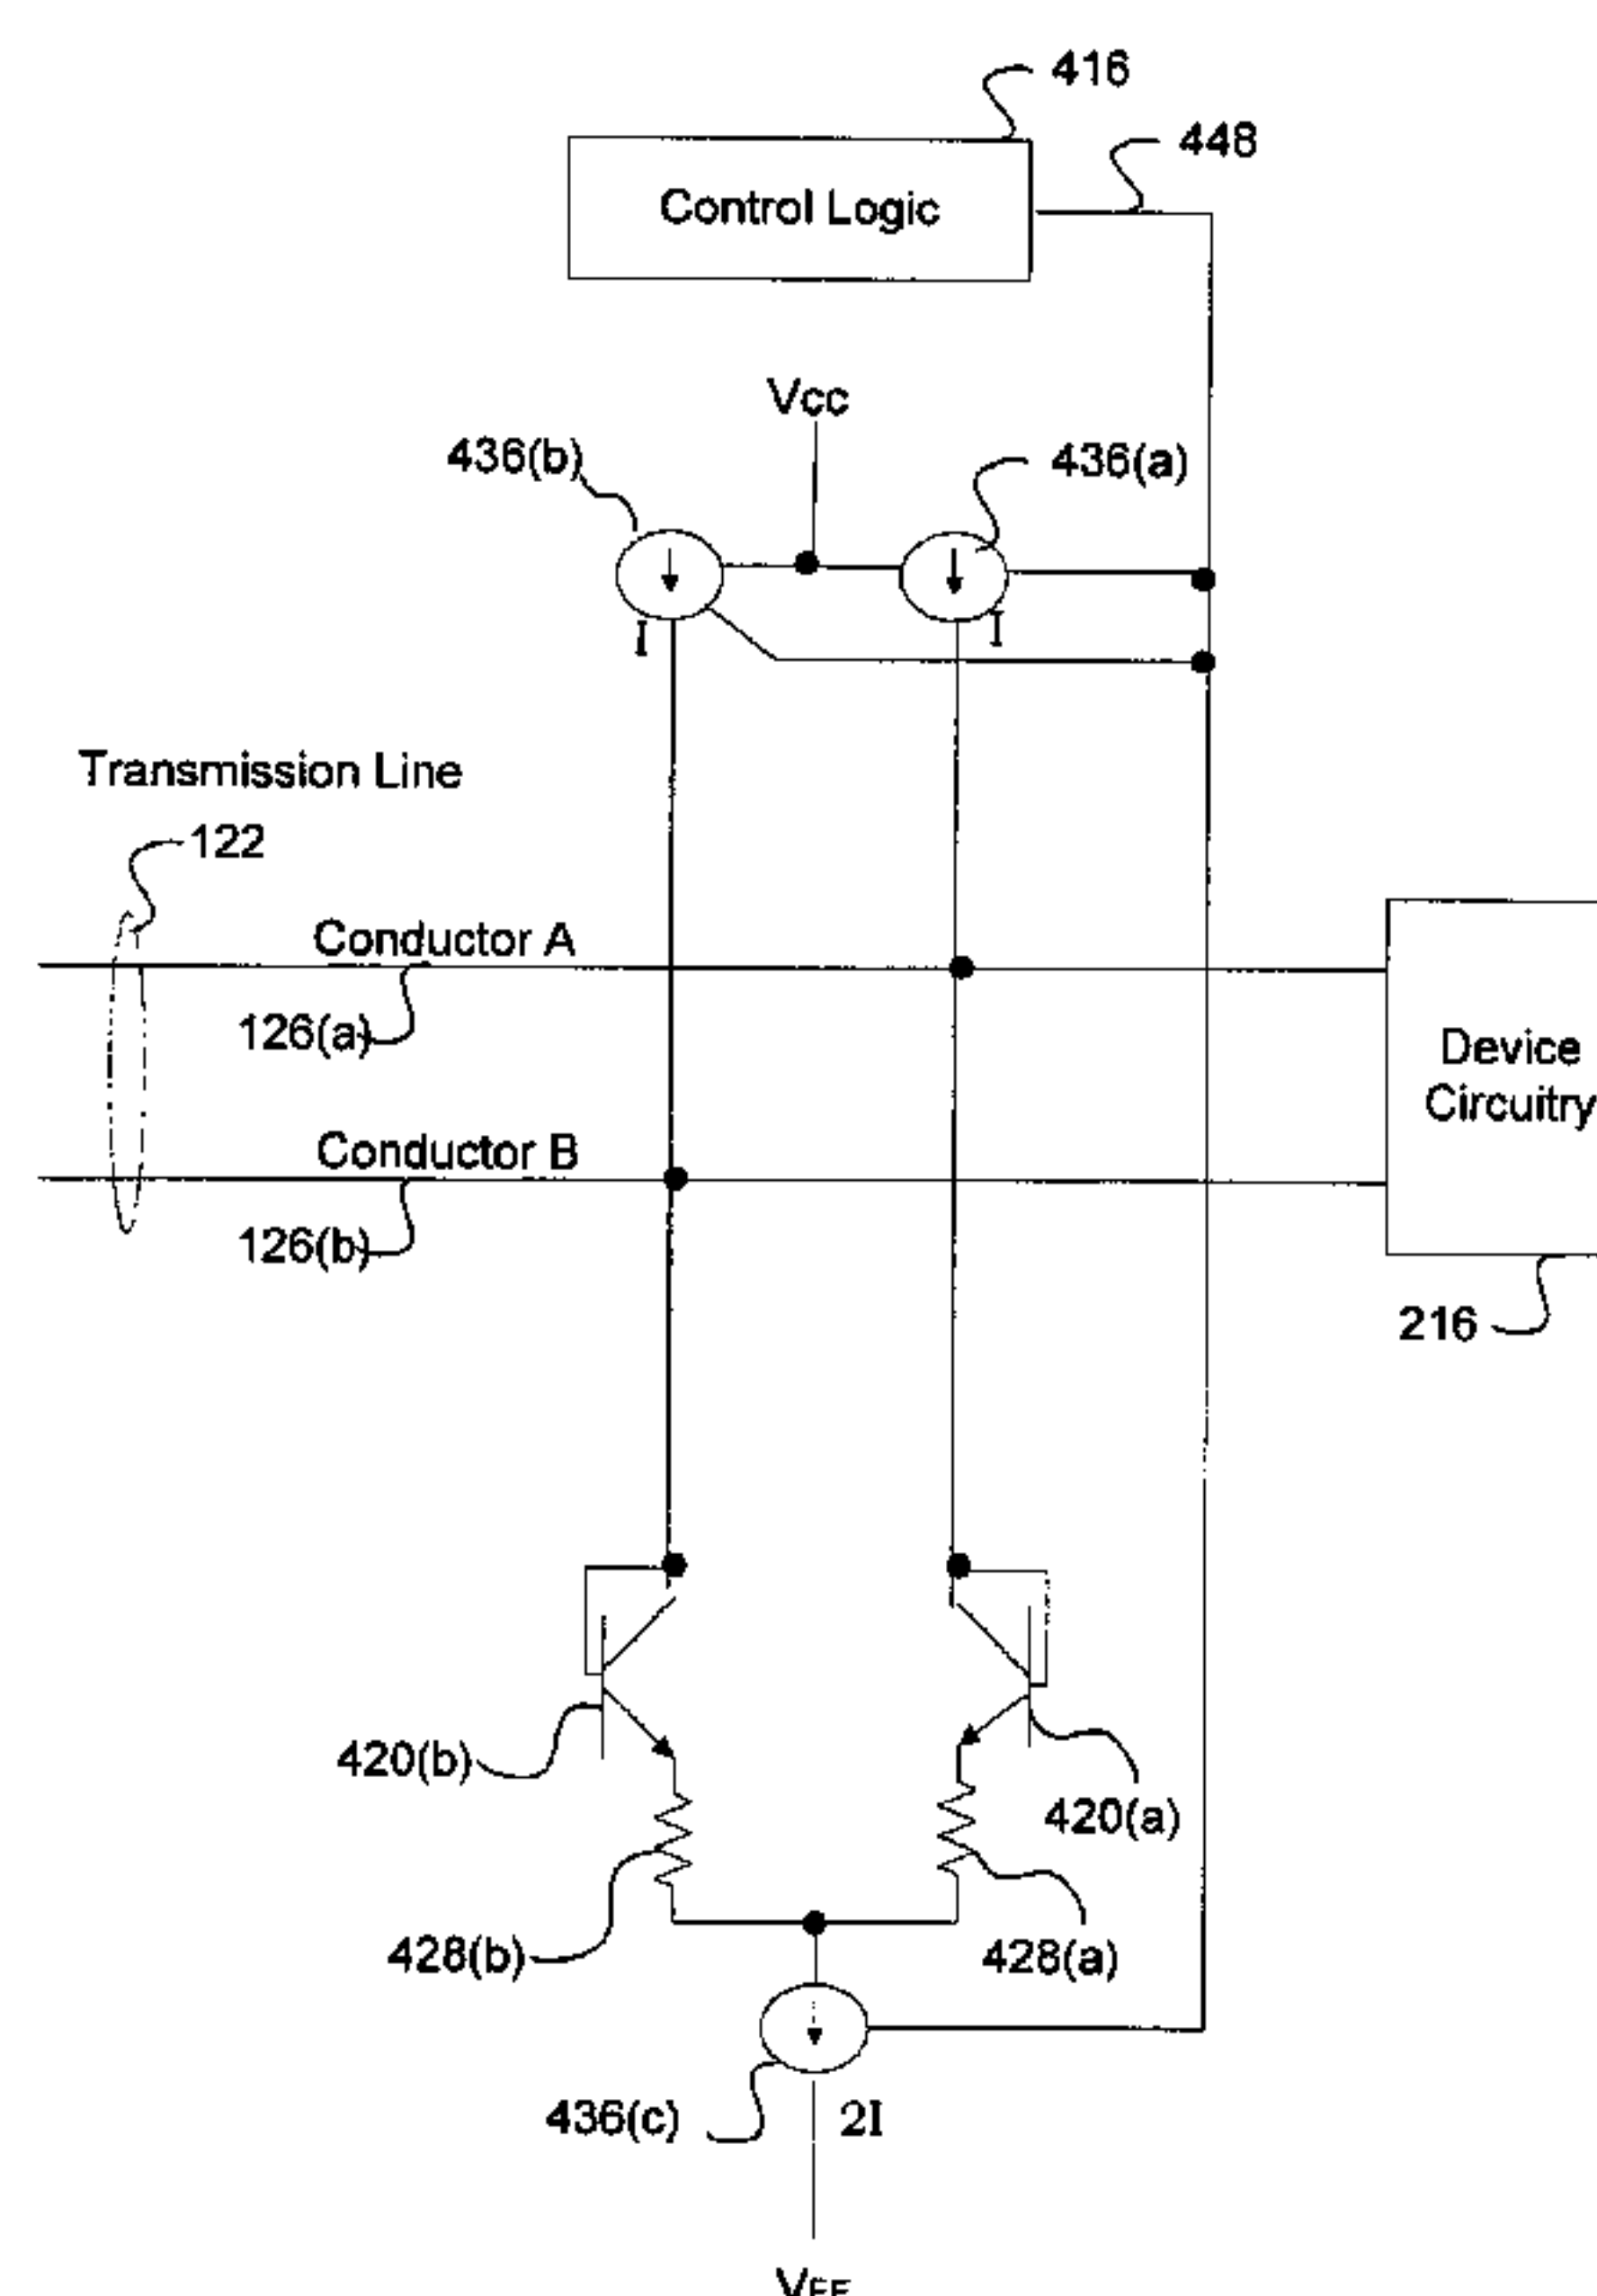 416
448
Control Logic
Vcc
436(b)
436(a)
I
I
Transmission Line
122
Conductor A
126(a)
Device
Circuitry
Conductor B
126(b)
216
420(b)
420(a)
428(b)
428(a)
436(c)
2I
VEE